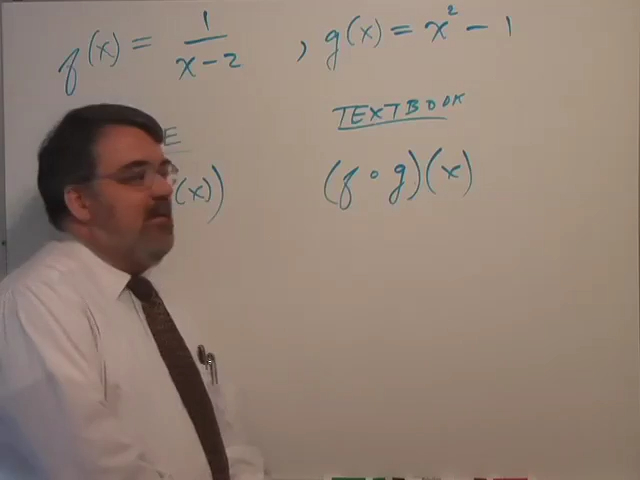 f(x) = 1/(x-2) , g(x) = x² - 1
TEXTBOOK
(x)) (f ∘ g)(x)